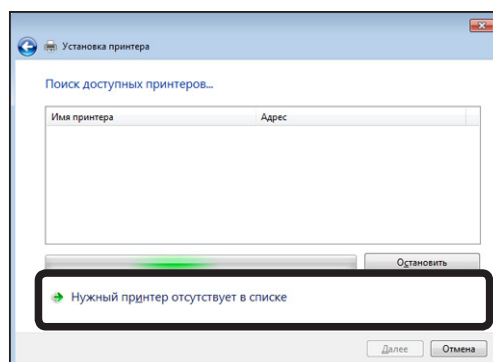 Установка принтера
Поиск доступных принтеров...
Имя принтера Адрес
Остановить
Нужный принтер отсутствует в списке
Далее Отмена